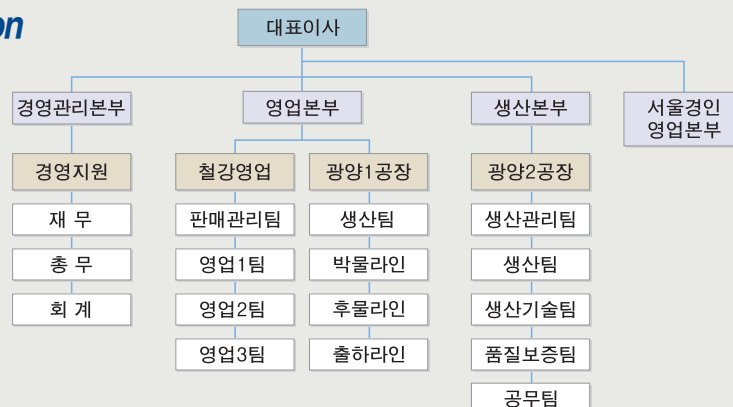 on
대표이사
경영관리본부
영업본부
생산본부
서울경인
영업본부
경영지원
철강영업
광양1공장
광양2공장
재 무
판매관리팀
생산팀
생산관리팀
총 무
영업1팀
박물라인
생산팀
회 계
영업2팀
후물라인
생산기술팀
영업3팀
출하라인
품질보증팀
공무팀